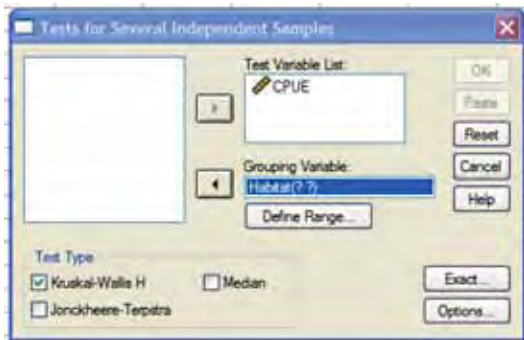 Tests for Several Independent Samples
Test Variable List:
CPUE
OK
Paste
Reset
Cancel
Help
Grouping Variable:
Habitat(? ?)
Define Range...
Test Type
Kruskal-Wallis H
Median
Jonckheere-Terpstra
Exact...
Options...